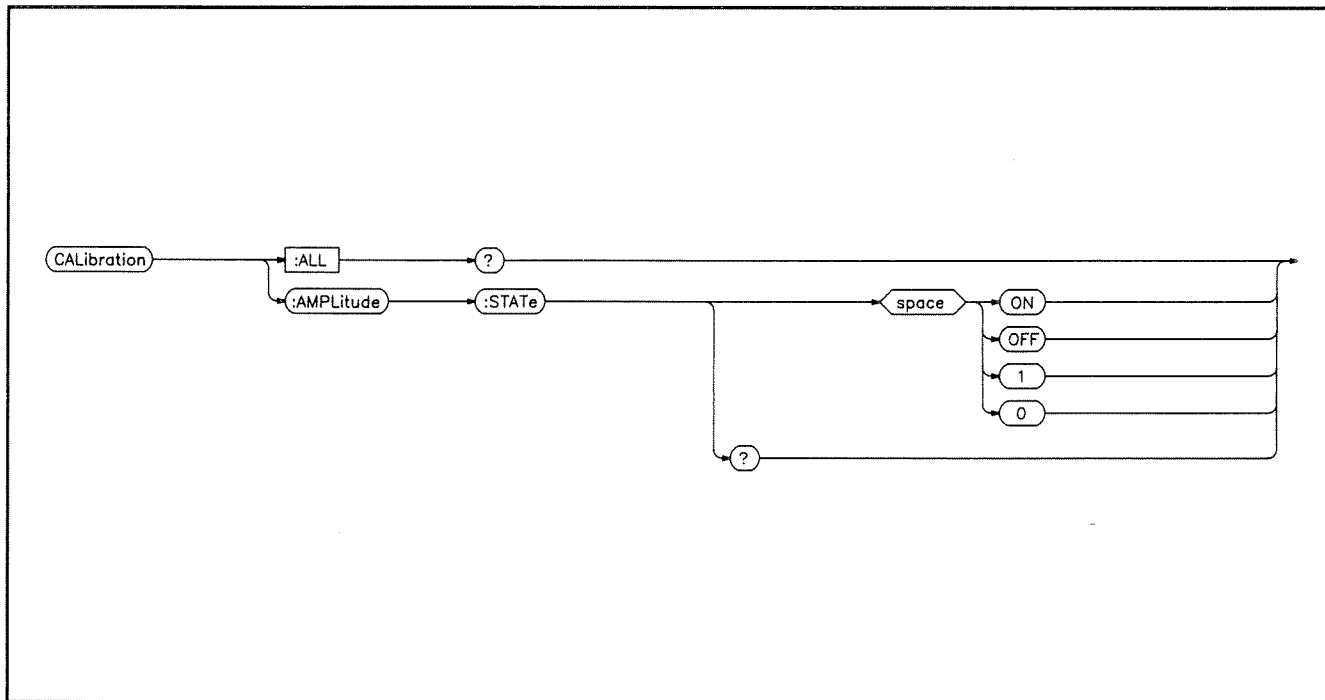 CALibration :ALL ?
:AMPLitude :STATe space ON
OFF
1
0
?